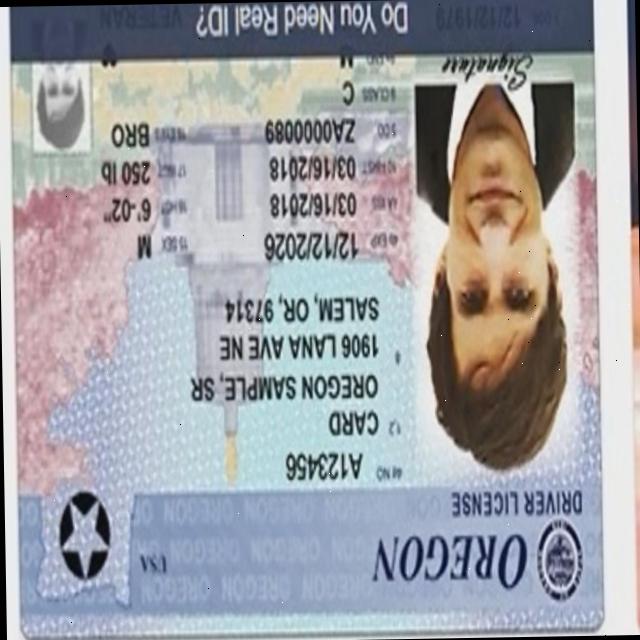 OREGON
USA
DRIVER LICENSE
4d NO. A123456
1,2 CARD
OREGON SAMPLE, SR
8 1906 LANA AVE NE
SALEM, OR, 97314
4b EXP 12/12/2026 15 SEX M
4a ISS 03/16/2018 16 HGT 6'-02"
03/16/2018 17 WGT 250 lb
5 DD ZA0000089 18 EYES BRO
9 CLASS C
M
Signature
12/12/1979
VETERAN
Do You Need Real ID?